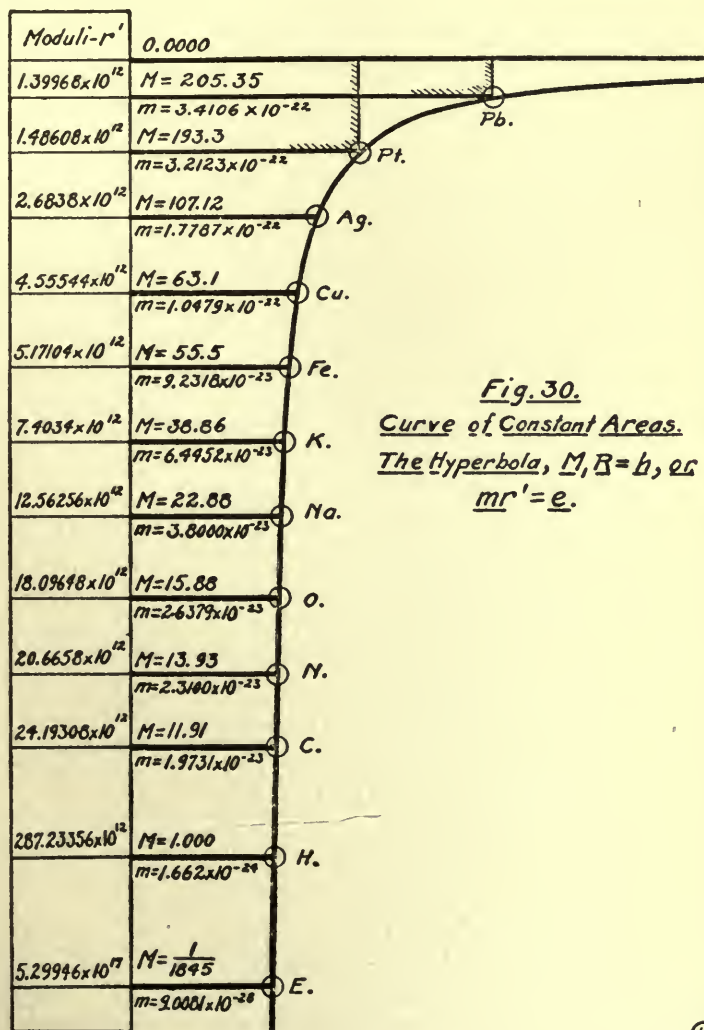 Moduli-r' 0.0000
1.39968x10¹² M=205.35
m=3.4106x10⁻²² Pb.
1.48608x10¹² M=193.3
m=3.2123x10⁻²² Pt.
2.6838x10¹² M=107.12 Ag.
m=1.7787x10⁻²²
4.55544x10¹² M=63.1 Cu.
m=1.0479x10⁻²²
5.17104x10¹² M=55.5 Fe.
m=9.2318x10⁻²³
Fig. 30.
Curve of Constant Areas.
The Hyperbola, M,R=h, or
mr'=e.
7.4034x10¹² M=38.86 K.
m=6.4452x10⁻²³
12.56256x10¹² M=22.88 Na.
m=3.8000x10⁻²³
18.09648x10¹² M=15.88 O.
m=2.6379x10⁻²³
20.6658x10¹² M=13.93 N.
m=2.3140x10⁻²³
24.19308x10¹² M=11.91 C.
m=1.9731x10⁻²³
287.23356x10¹² M=1.000 H.
m=1.662x10⁻²⁴
5.29946x10¹⁷ M=1/1845 E.
m=9.0081x10⁻²⁸